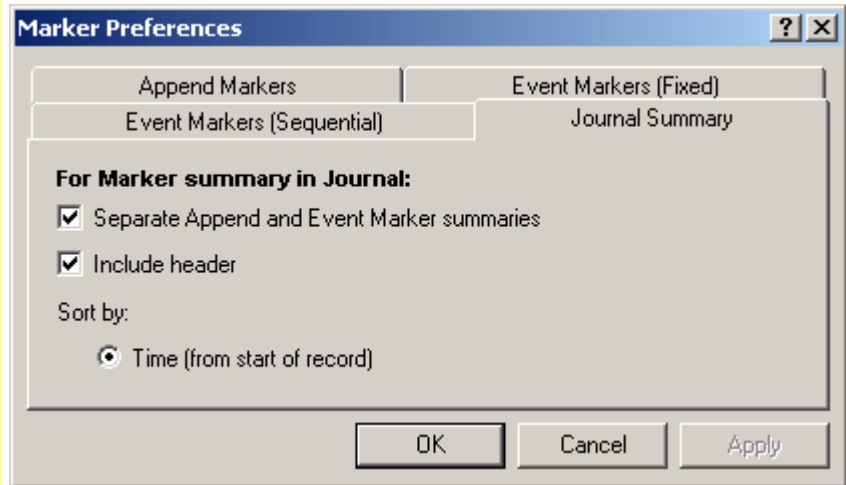 Marker Preferences
Append Markers
Event Markers (Fixed)
Event Markers (Sequential)
Journal Summary
For Marker summary in Journal:
Separate Append and Event Marker summaries
Include header
Sort by:
Time (from start of record)
OK
Cancel
Apply